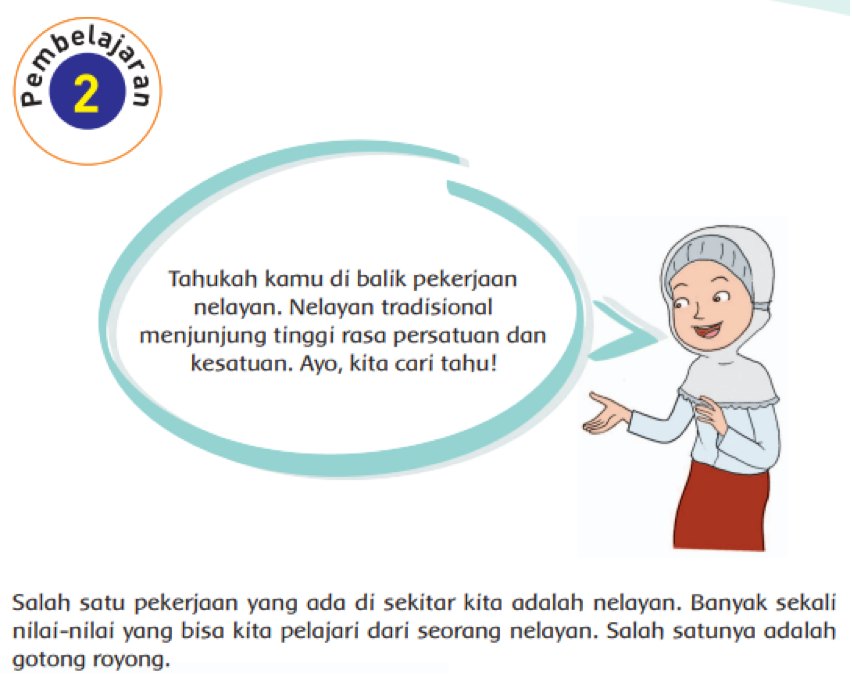 Pembelajaran
2
Tahukah kamu di balik pekerjaan
nelayan. Nelayan tradisional
menjunjung tinggi rasa persatuan dan
kesatuan. Ayo, kita cari tahu!
Salah satu pekerjaan yang ada di sekitar kita adalah nelayan. Banyak sekali
nilai-nilai yang bisa kita pelajari dari seorang nelayan. Salah satunya adalah
gotong royong.